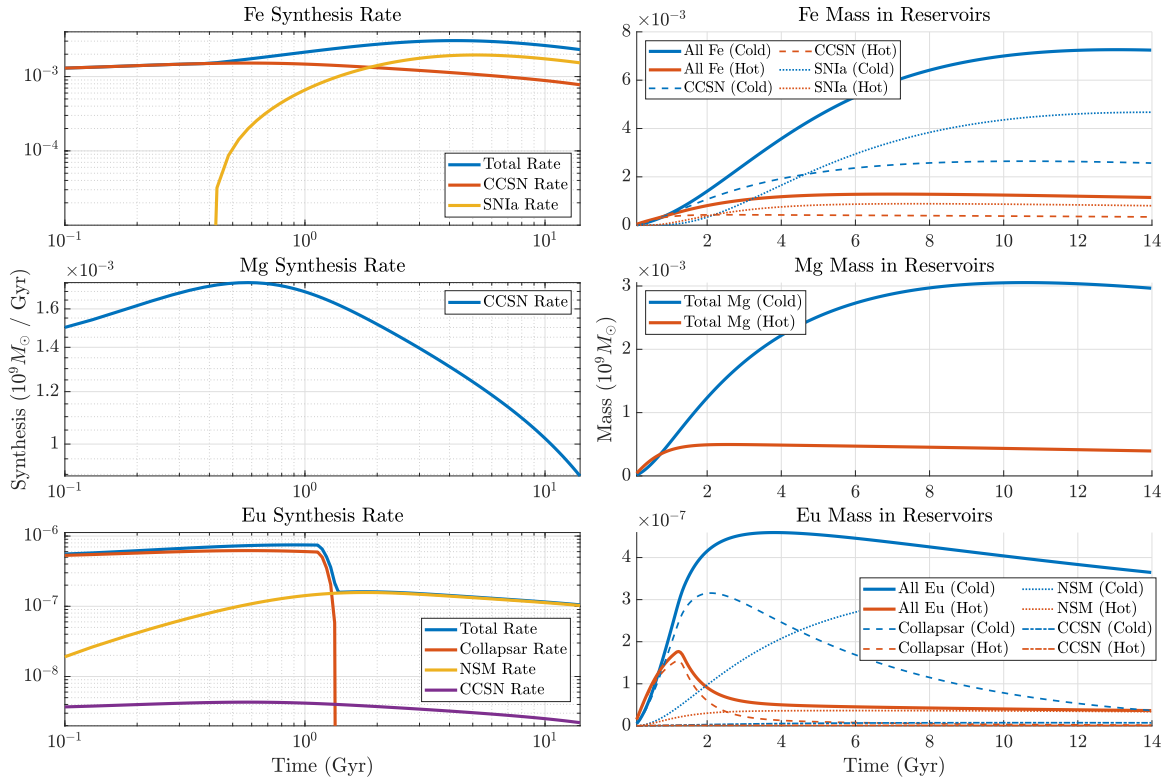 Fe Synthesis Rate
10^{-3}
10^{-4}
Total Rate
CCSN Rate
SNIa Rate
10^{-1}
10^{0}
10^{1}
Fe Mass in Reservoirs
×10^{-3}
8
6
4
2
0
All Fe (Cold)
All Fe (Hot)
CCSN (Cold)
CCSN (Hot)
SNIa (Cold)
SNIa (Hot)
2 4 6 8 10 12 14
Mg Synthesis Rate
×10^{-3}
1.6
1.4
1.2
1
CCSN Rate
10^{-1}
10^{0}
10^{1}
Synthesis (10^9 M_⊙ / Gyr)
Mg Mass in Reservoirs
×10^{-3}
3
2
1
0
Total Mg (Cold)
Total Mg (Hot)
2 4 6 8 10 12 14
Mass (10^9 M_⊙)
Eu Synthesis Rate
10^{-6}
10^{-7}
10^{-8}
Total Rate
Collapsar Rate
NSM Rate
CCSN Rate
10^{-1}
10^{0}
10^{1}
Time (Gyr)
Eu Mass in Reservoirs
×10^{-7}
4
3
2
1
0
All Eu (Cold)
All Eu (Hot)
Collapsar (Cold)
Collapsar (Hot)
NSM (Cold)
NSM (Hot)
CCSN (Cold)
CCSN (Hot)
2 4 6 8 10 12 14
Time (Gyr)